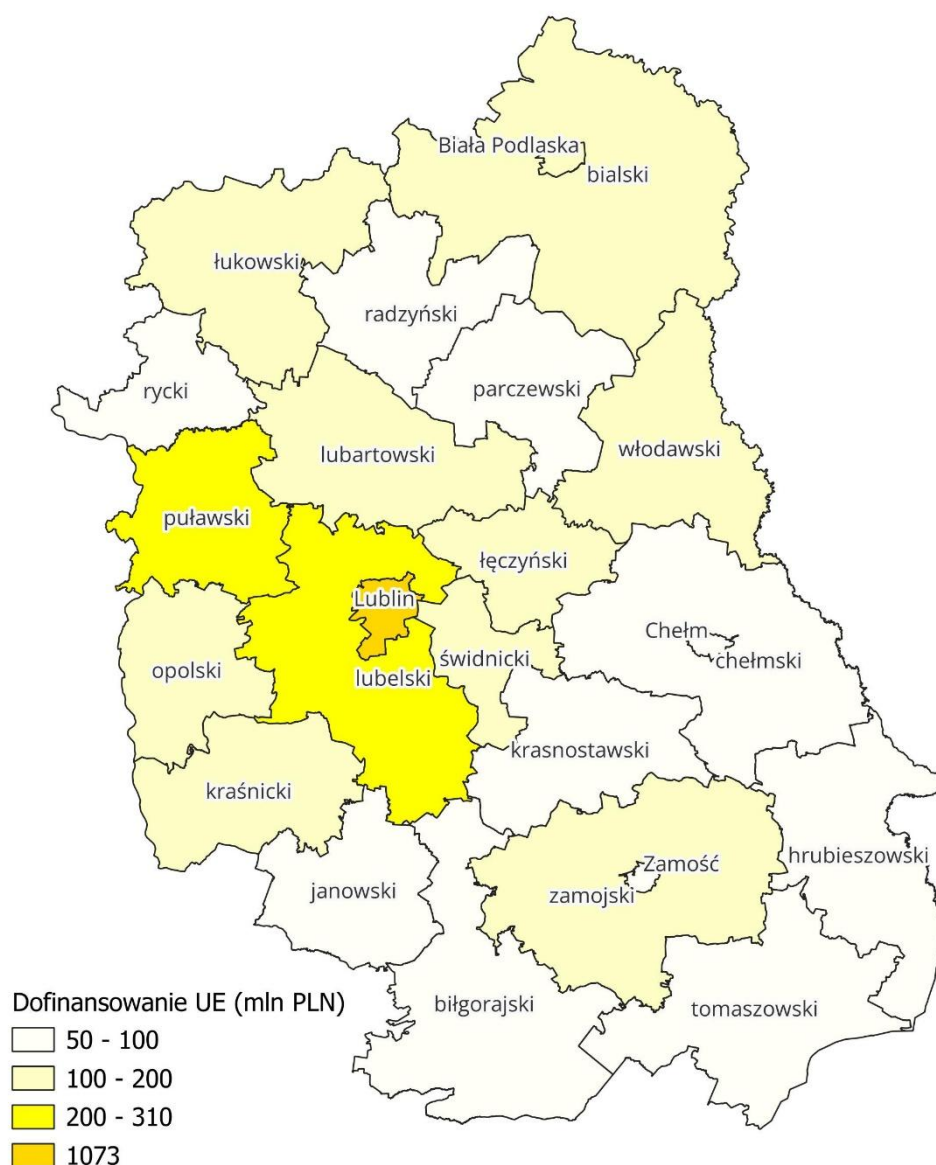 Biała Podlaska
bialski
łukowski
radzyński
rycki
parczewski
lubartowski
włodawski
puławski
łęczyński
Lublin
Chełm
chełmski
opolski
świdnicki
lubelski
krasnostawski
kraśnicki
hrubieszowski
Zamość
zamojski
janowski
biłgorajski
tomaszowski
Dofinansowanie UE (mln PLN)
50 - 100
100 - 200
200 - 310
1073